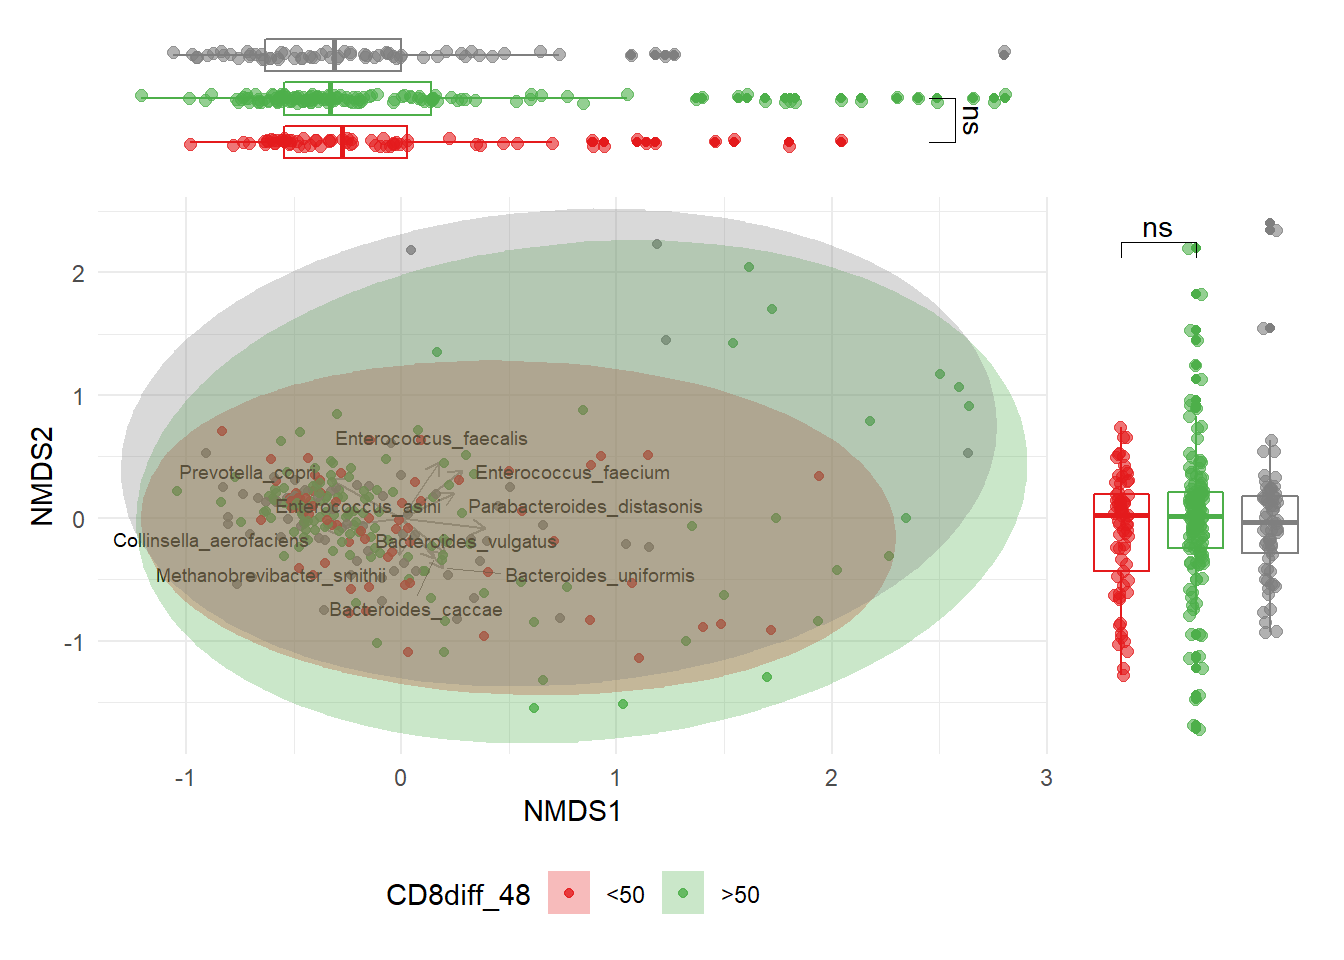 ns
ns
2
1
0
-1
NMDS2
Enterococcus_faecalis
Prevotella_copri
Enterococcus_faecium
Enterococcus_asini
Parabacteroides_distasonis
Collinsella_aerofaciens
Bacteroides_vulgatus
Methanobrevibacter_smithii
Bacteroides_uniformis
Bacteroides_caccae
-1 0 1 2 3
NMDS1
CD8diff_48 <50 >50